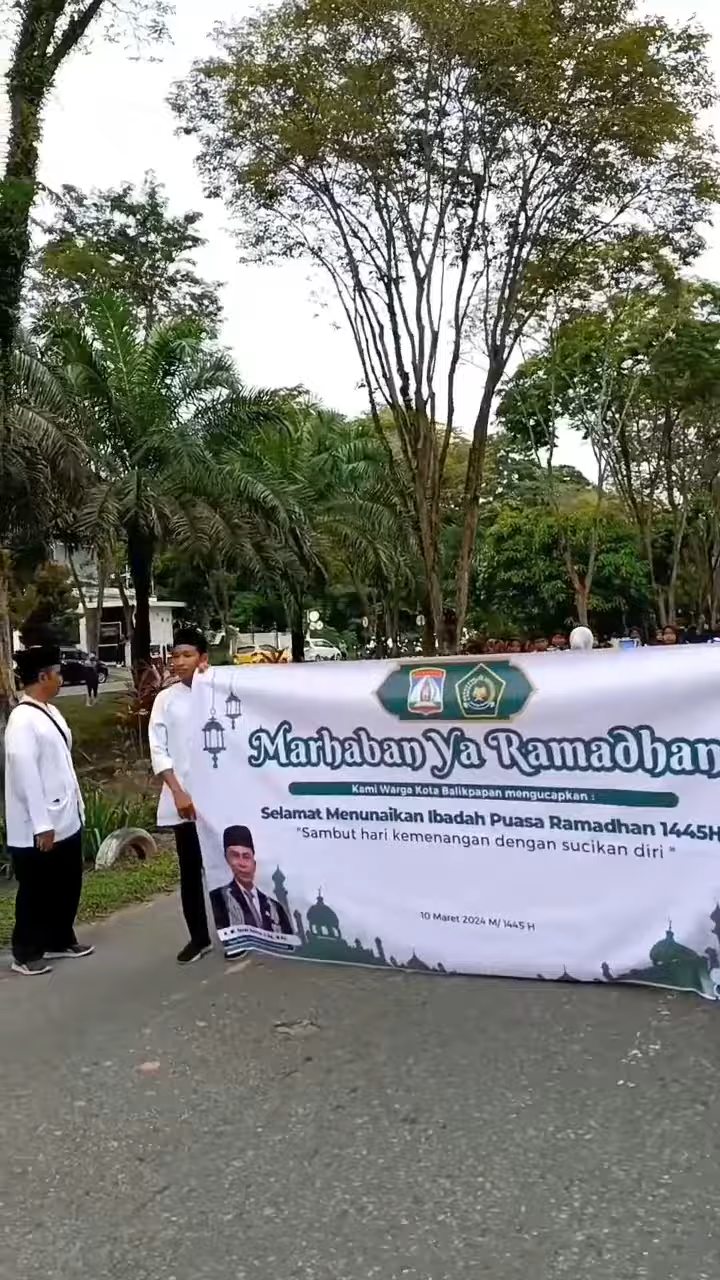 Marhaban Ya Ramadhan
Kami Warga Kota Balikpapan mengucapkan :
Selamat Menunaikan Ibadah Puasa Ramadhan 1445H
"Sambut hari kemenangan dengan sucikan diri "
10 Maret 2024 M/ 1445 H